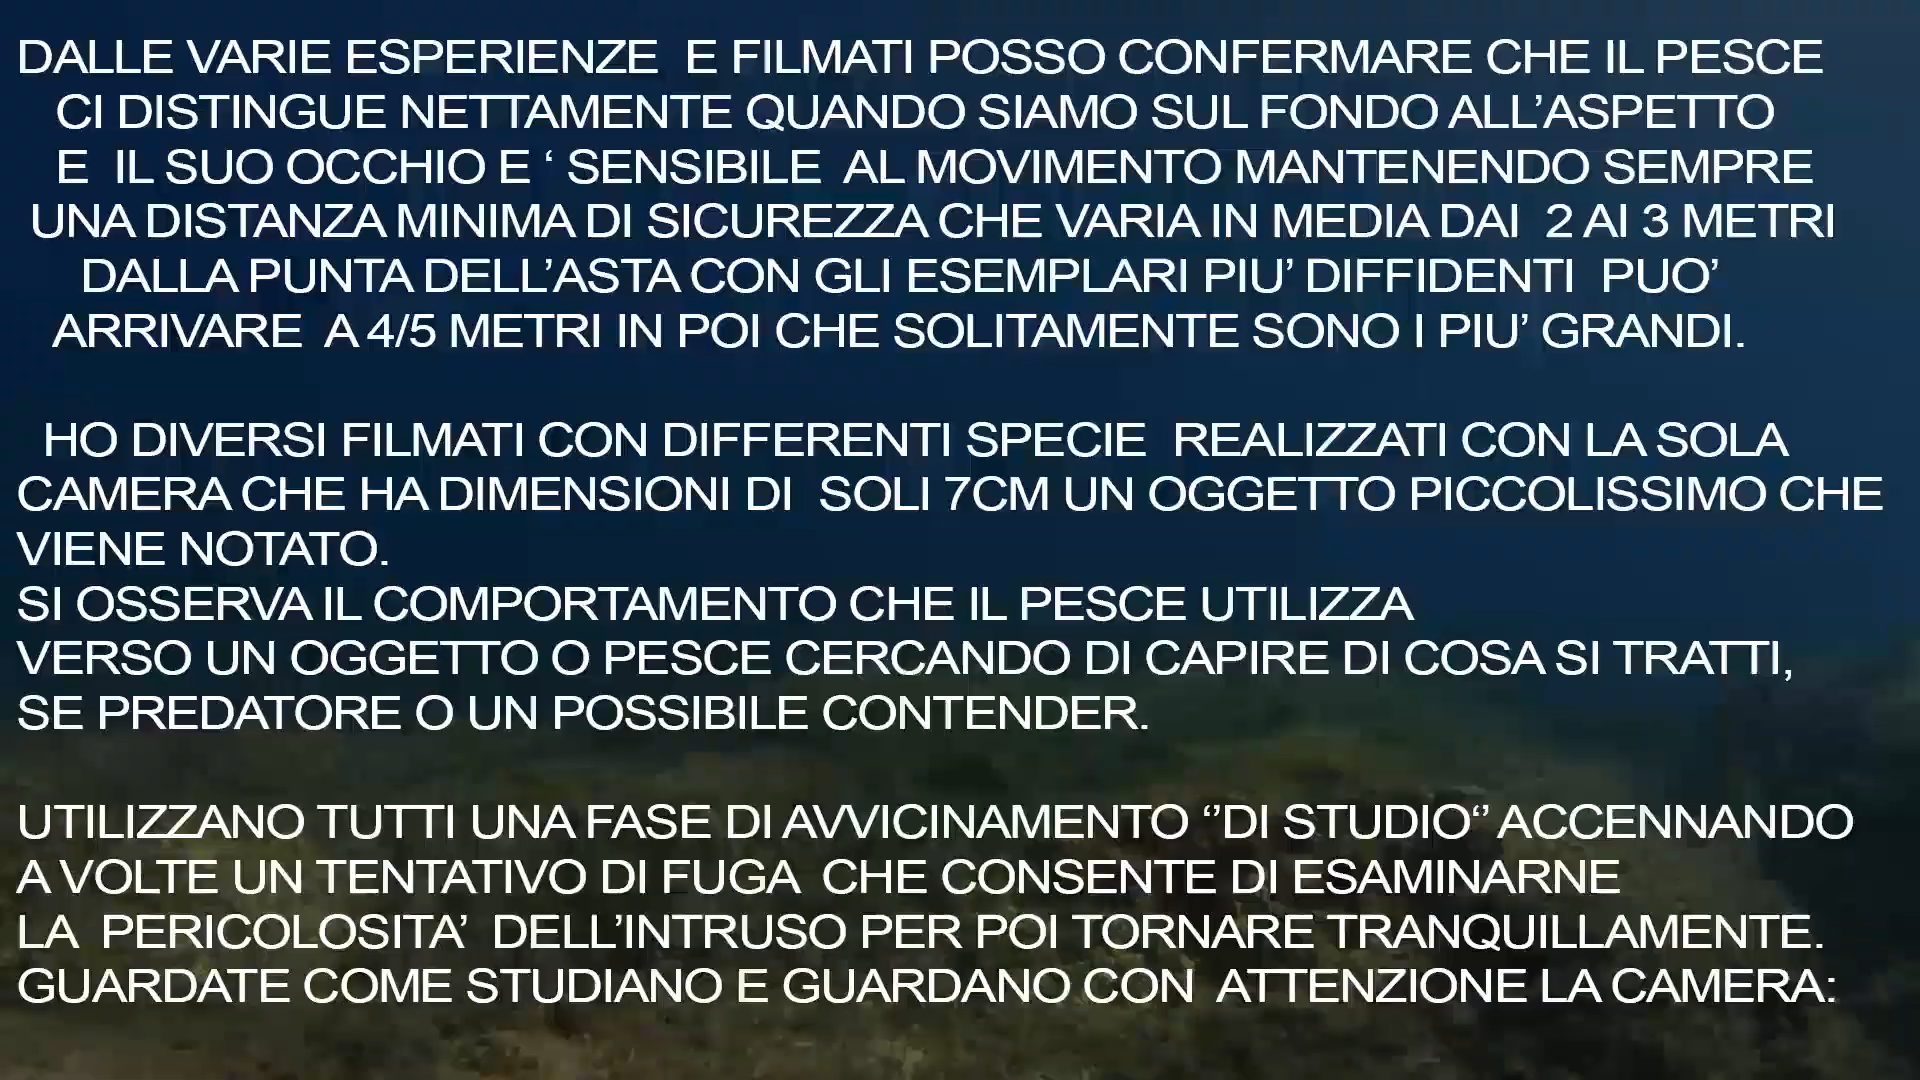 DALLE VARIE ESPERIENZE E FILMATI POSSO CONFERMARE CHE IL PESCE
CI DISTINGUE NETTAMENTE QUANDO SIAMO SUL FONDO ALL’ASPETTO
E IL SUO OCCHIO E ‘ SENSIBILE AL MOVIMENTO MANTENENDO SEMPRE
UNA DISTANZA MINIMA DI SICUREZZA CHE VARIA IN MEDIA DAI 2 AI 3 METRI
DALLA PUNTA DELL’ASTA CON GLI ESEMPLARI PIU’ DIFFIDENTI PUO’
ARRIVARE A 4/5 METRI IN POI CHE SOLITAMENTE SONO I PIU’ GRANDI.
HO DIVERSI FILMATI CON DIFFERENTI SPECIE REALIZZATI CON LA SOLA
CAMERA CHE HA DIMENSIONI DI SOLI 7CM UN OGGETTO PICCOLISSIMO CHE
VIENE NOTATO.
SI OSSERVA IL COMPORTAMENTO CHE IL PESCE UTILIZZA
VERSO UN OGGETTO O PESCE CERCANDO DI CAPIRE DI COSA SI TRATTI,
SE PREDATORE O UN POSSIBILE CONTENDER.
UTILIZZANO TUTTI UNA FASE DI AVVICINAMENTO ‘’DI STUDIO‘’ ACCENNANDO
A VOLTE UN TENTATIVO DI FUGA CHE CONSENTE DI ESAMINARNE
LA PERICOLOSITA’ DELL’INTRUSO PER POI TORNARE TRANQUILLAMENTE.
GUARDATE COME STUDIANO E GUARDANO CON ATTENZIONE LA CAMERA: